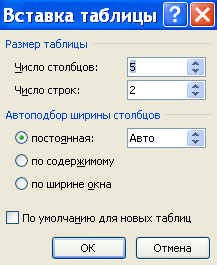 Вставка таблицы ?
Размер таблицы
Число столбцов: 5
Число строк: 2
Автоподбор ширины столбцов
постоянная: Авто
по содержимому
по ширине окна
По умолчанию для новых таблиц
ОК Отмена